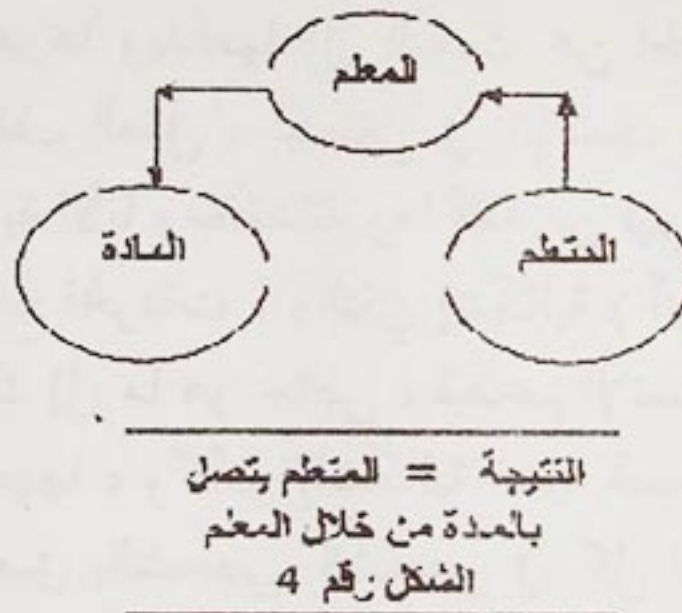 المعلم
المادة
المتعلم
النتيجة = المتعلم يتصل
بالمادة من خلال المعلم
الشكل رقم 4